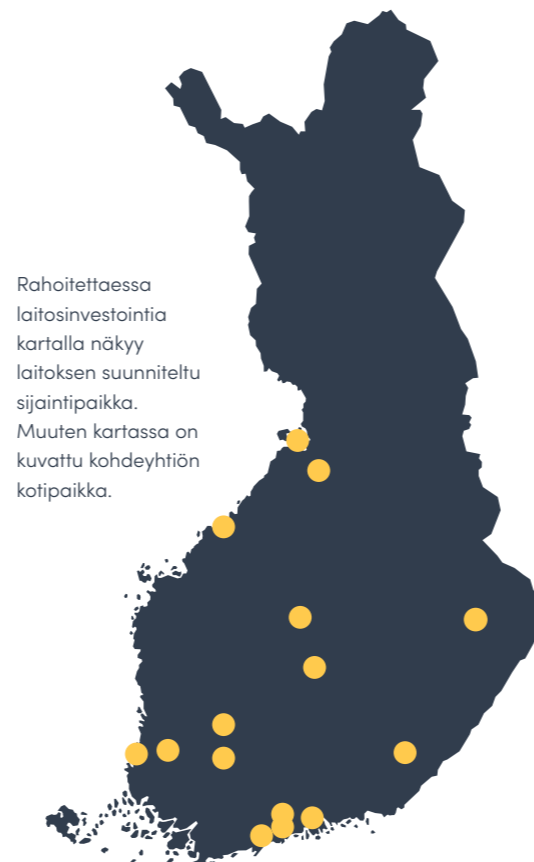 Rahoitettaessa
laitosinvestointia
kartalla näkyy
laitoksen suunniteltu
sijaintipaikka.
Muuten kartassa on
kuvattu kohdeyhtiön
kotipaikka.